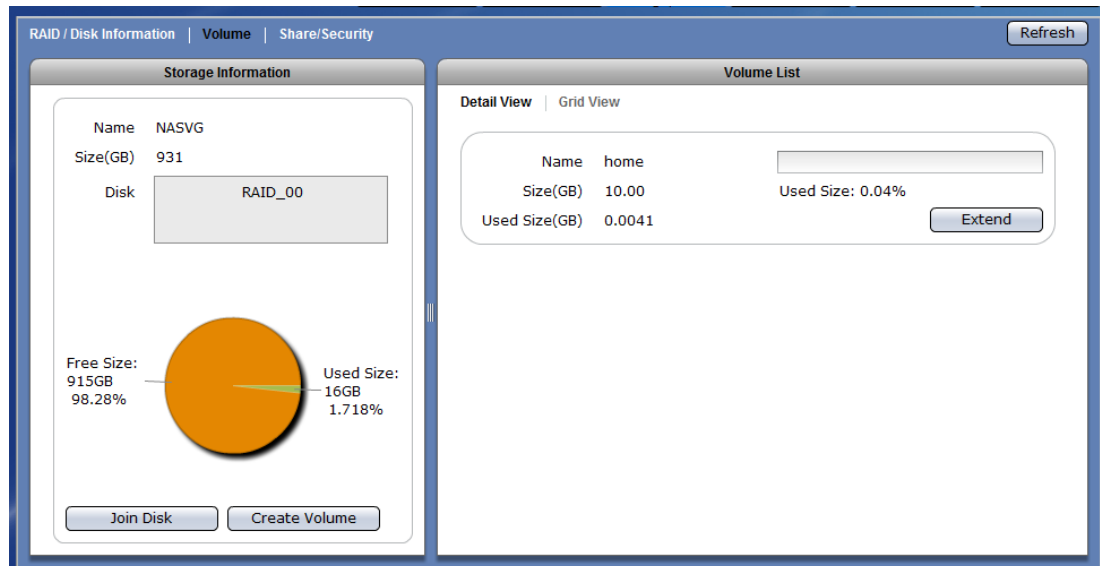 RAID / Disk Information | Volume | Share/Security
Refresh
Storage Information
Name NASVG
Size(GB) 931
Disk RAID_00
Free Size:
915GB
98.28%
Used Size:
16GB
1.718%
Join Disk
Create Volume
Volume List
Detail View | Grid View
Name home
Size(GB) 10.00 Used Size: 0.04%
Used Size(GB) 0.0041 Extend